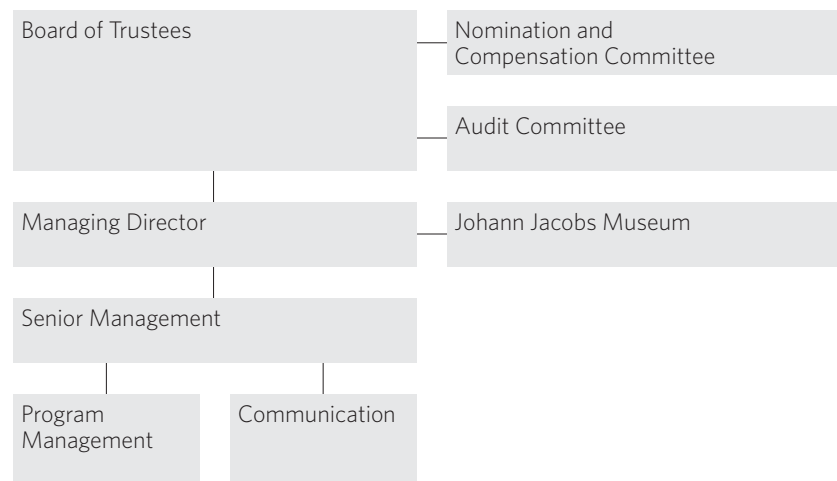 Board of Trustees
Nomination and
Compensation Committee
Audit Committee
Managing Director
Johann Jacobs Museum
Senior Management
Program
Management
Communication